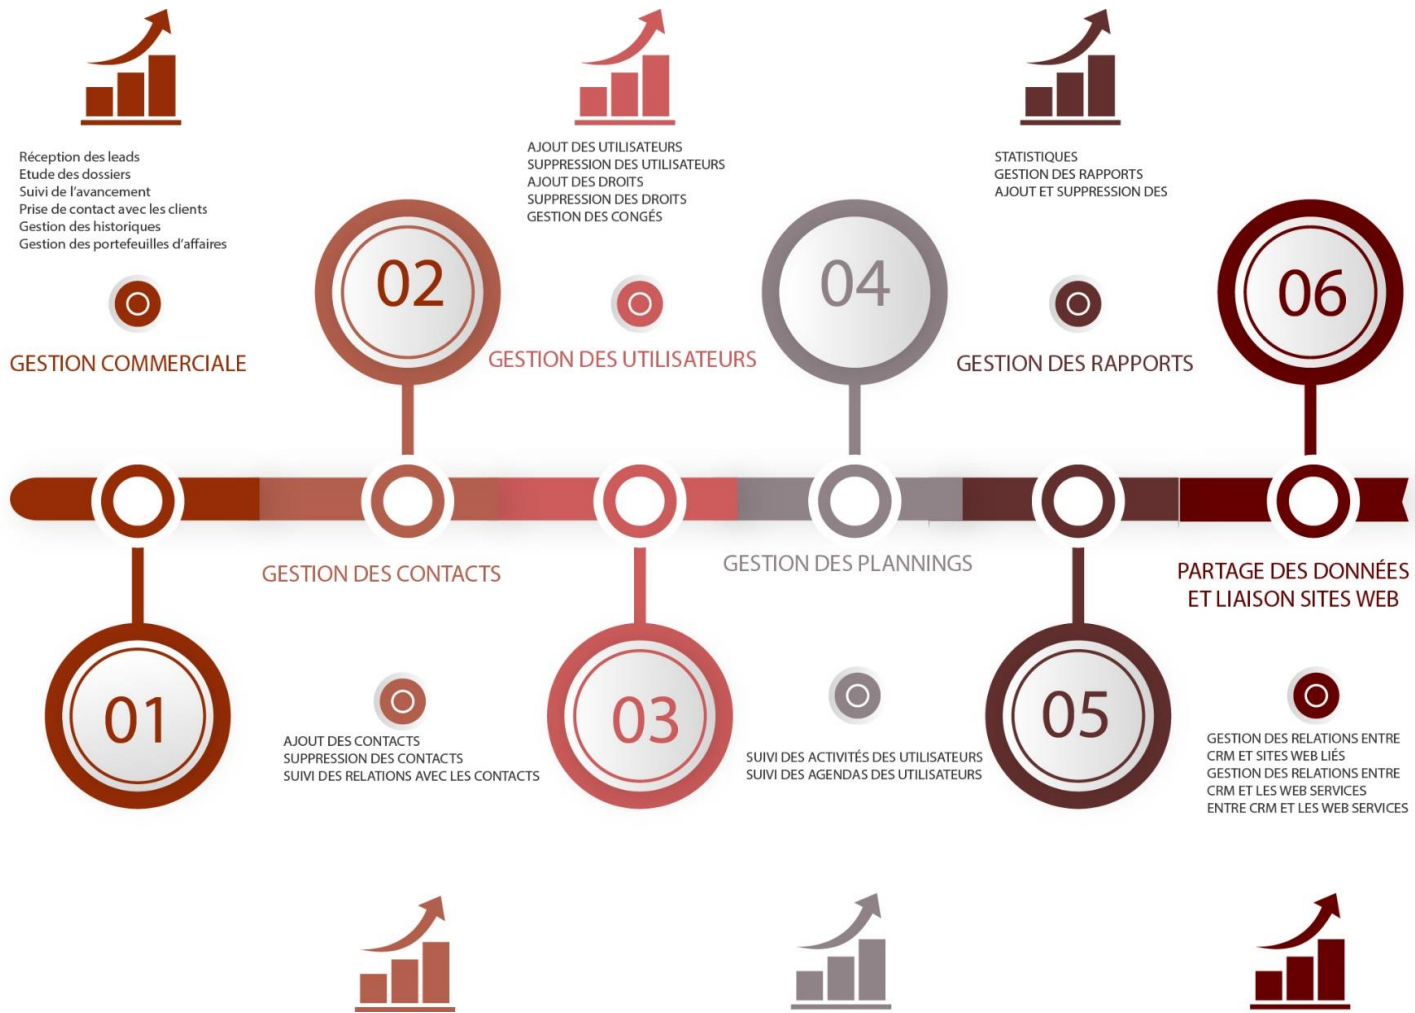 Réception des leads
Etude des dossiers
Suivi de l'avancement
Prise de contact avec les clients
Gestion des historiques
Gestion des portefeuilles d'affaires
GESTION COMMERCIALE
01
02
GESTION DES CONTACTS
AJOUT DES CONTACTS
SUPPRESSION DES CONTACTS
SUIVI DES RELATIONS AVEC LES CONTACTS
AJOUT DES UTILISATEURS
SUPPRESSION DES UTILISATEURS
AJOUT DES DROITS
SUPPRESSION DES DROITS
GESTION DES CONGÉS
GESTION DES UTILISATEURS
03
04
GESTION DES PLANNINGS
SUIVI DES ACTIVITÉS DES UTILISATEURS
SUIVI DES AGENDAS DES UTILISATEURS
STATISTIQUES
GESTION DES RAPPORTS
AJOUT ET SUPPRESSION DES
GESTION DES RAPPORTS
05
06
PARTAGE DES DONNÉES
ET LIAISON SITES WEB
GESTION DES RELATIONS ENTRE
CRM ET SITES WEB LIÉS
GESTION DES RELATIONS ENTRE
CRM ET LES WEB SERVICES
ENTRE CRM ET LES WEB SERVICES